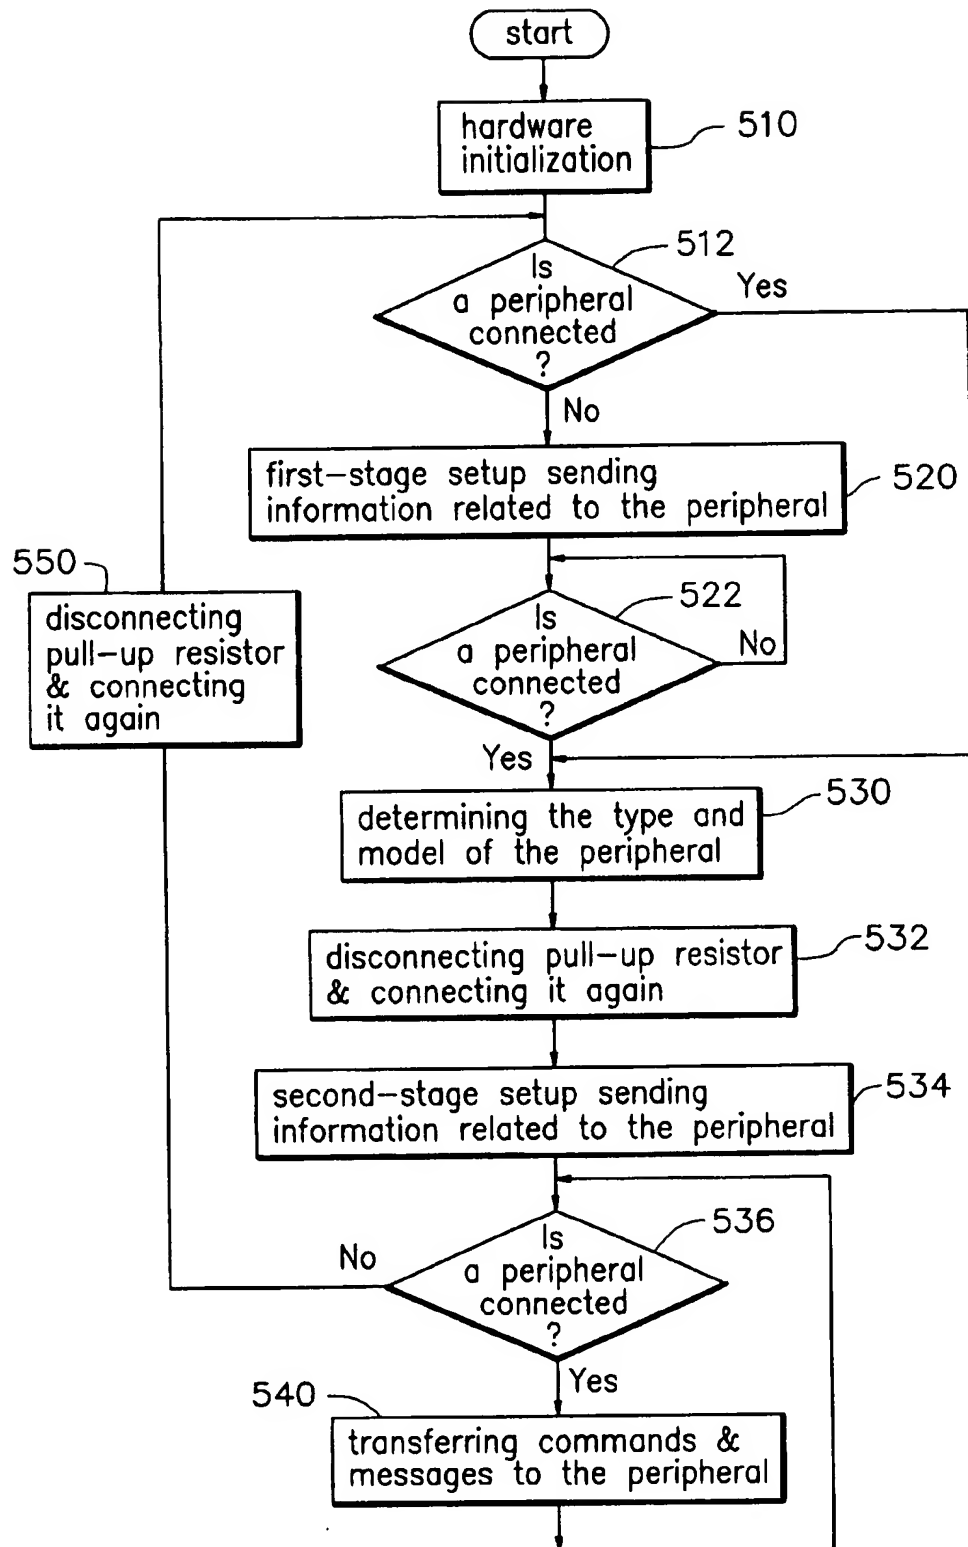 start
hardware
initialization
510
Is
a peripheral
connected
?
512
Yes
No
first-stage setup sending
information related to the peripheral
520
550
disconnecting
pull-up resistor
& connecting
it again
Is
a peripheral
connected
?
522
No
Yes
determining the type and
model of the peripheral
530
disconnecting pull-up resistor
& connecting it again
532
second-stage setup sending
information related to the peripheral
534
Is
a peripheral
connected
?
536
No
Yes
540
transferring commands &
messages to the peripheral